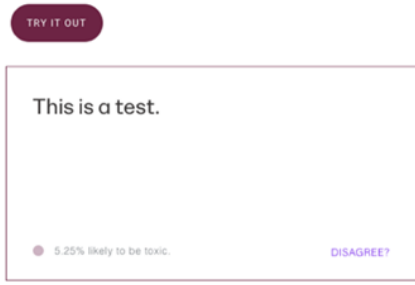 TRY IT OUT
This is a test.
5.25% likely to be toxic.
DISAGREE?